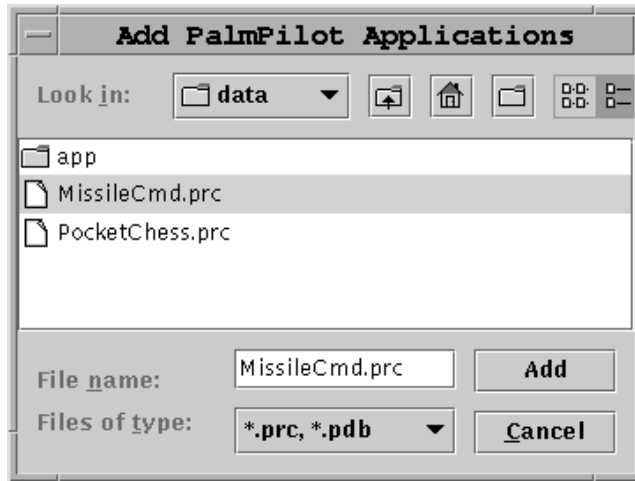 Add PalmPilot Applications
Look in: data
app
MissileCmd.prc
PocketChess.prc
File name: MissileCmd.prc Add
Files of type: *.prc, *.pdb Cancel